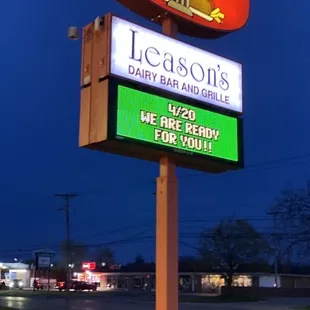 Leason's
DAIRY BAR AND GRILLE
4/20
WE ARE READY
FOR YOU!!